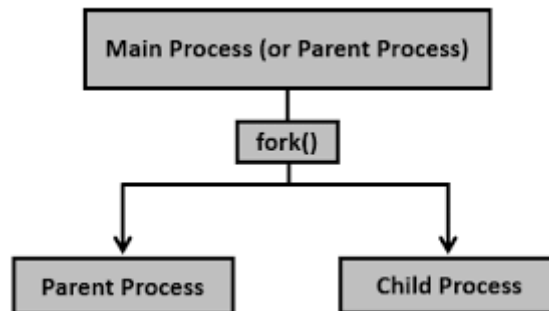 Main Process (or Parent Process)
fork()
Parent Process
Child Process